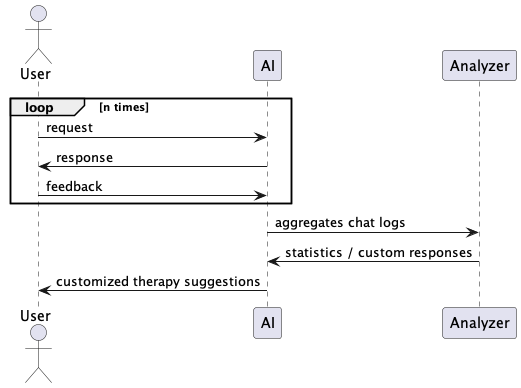 User
AI
Analyzer
loop [n times]
request
response
feedback
aggregates chat logs
statistics / custom responses
customized therapy suggestions
User
AI
Analyzer